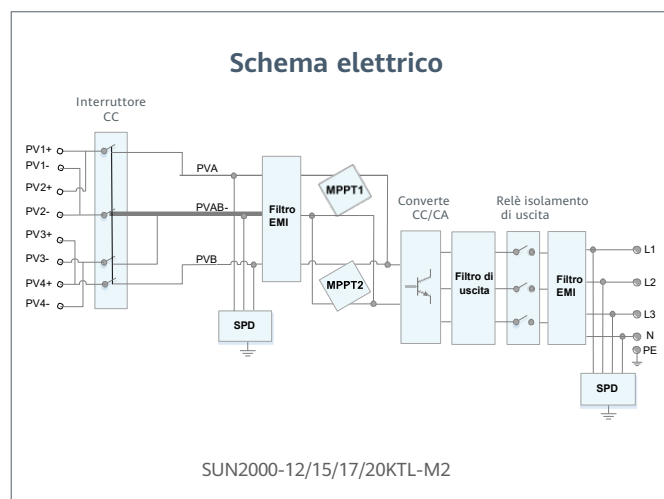 Schema elettrico
Interruttore
CC
PV1+
PV1-
PV2+
PV2-
PV3+
PV3-
PV4+
PV4-
PVA
PVAB-
PVB
SPD
Filtro
EMI
MPPT1
MPPT2
Converte
CC/CA
Filtro di
uscita
Relè isolamento
di uscita
Filtro
EMI
L1
L2
L3
N
PE
SPD
SUN2000-12/15/17/20KTL-M2